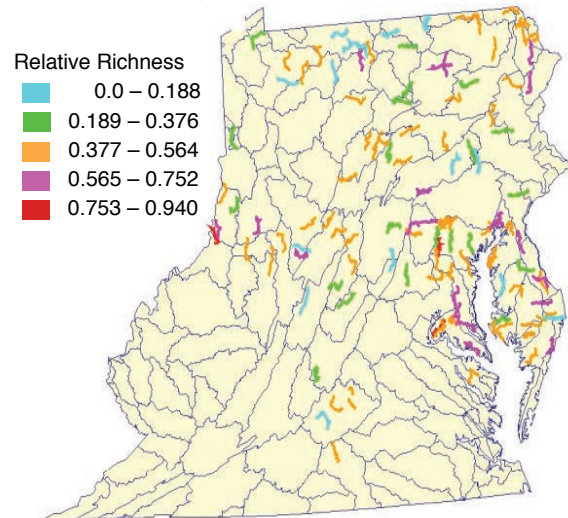 Relative Richness
0.0 – 0.188
0.189 – 0.376
0.377 – 0.564
0.565 – 0.752
0.753 – 0.940